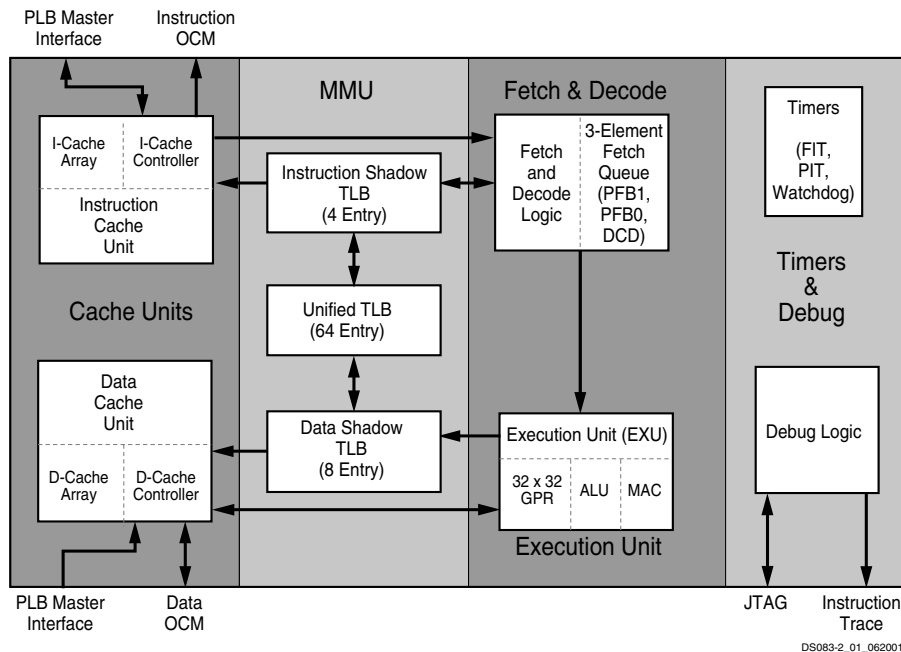 PLB Master
Interface
Instruction
OCM
MMU
Fetch & Decode
I-Cache
Array
I-Cache
Controller
Instruction
Cache
Unit
Instruction Shadow
TLB
(4 Entry)
Fetch
and
Decode
Logic
3-Element
Fetch
Queue
(PFB1,
PFB0,
DCD)
Timers
(FIT,
PIT,
Watchdog)
Cache Units
Unified TLB
(64 Entry)
Timers
&
Debug
Data
Cache
Unit
D-Cache
Array
D-Cache
Controller
Data Shadow
TLB
(8 Entry)
Execution Unit (EXU)
32 x 32
GPR
ALU
MAC
Execution Unit
Debug Logic
PLB Master
Interface
Data
OCM
JTAG
Instruction
Trace
DS083-2_01_062001